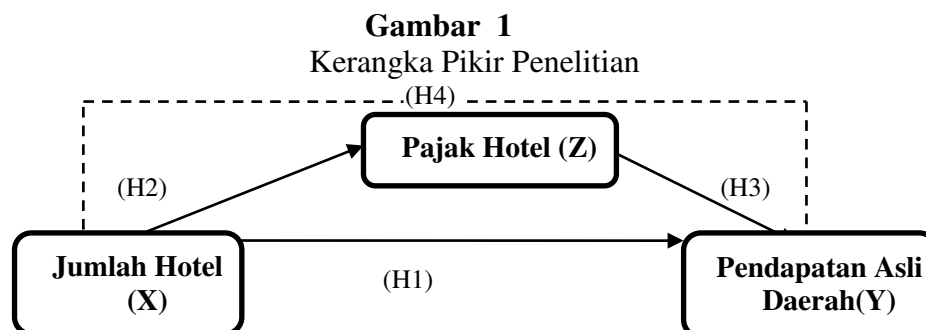 Gambar 1
Kerangka Pikir Penelitian
(H4)
Pajak Hotel (Z)
(H2)
(H3)
Jumlah Hotel
(X)
(H1)
Pendapatan Asli
Daerah(Y)